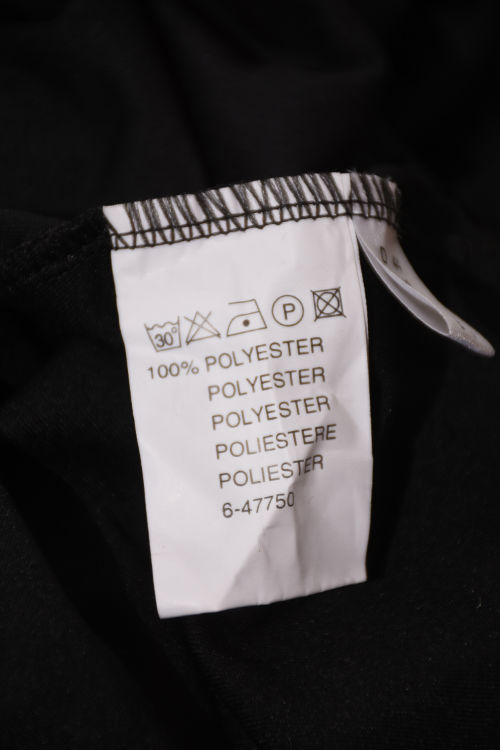 30° P
100% POLYESTER
POLYESTER
POLYESTER
POLIESTERE
POLIESTER
6-47750